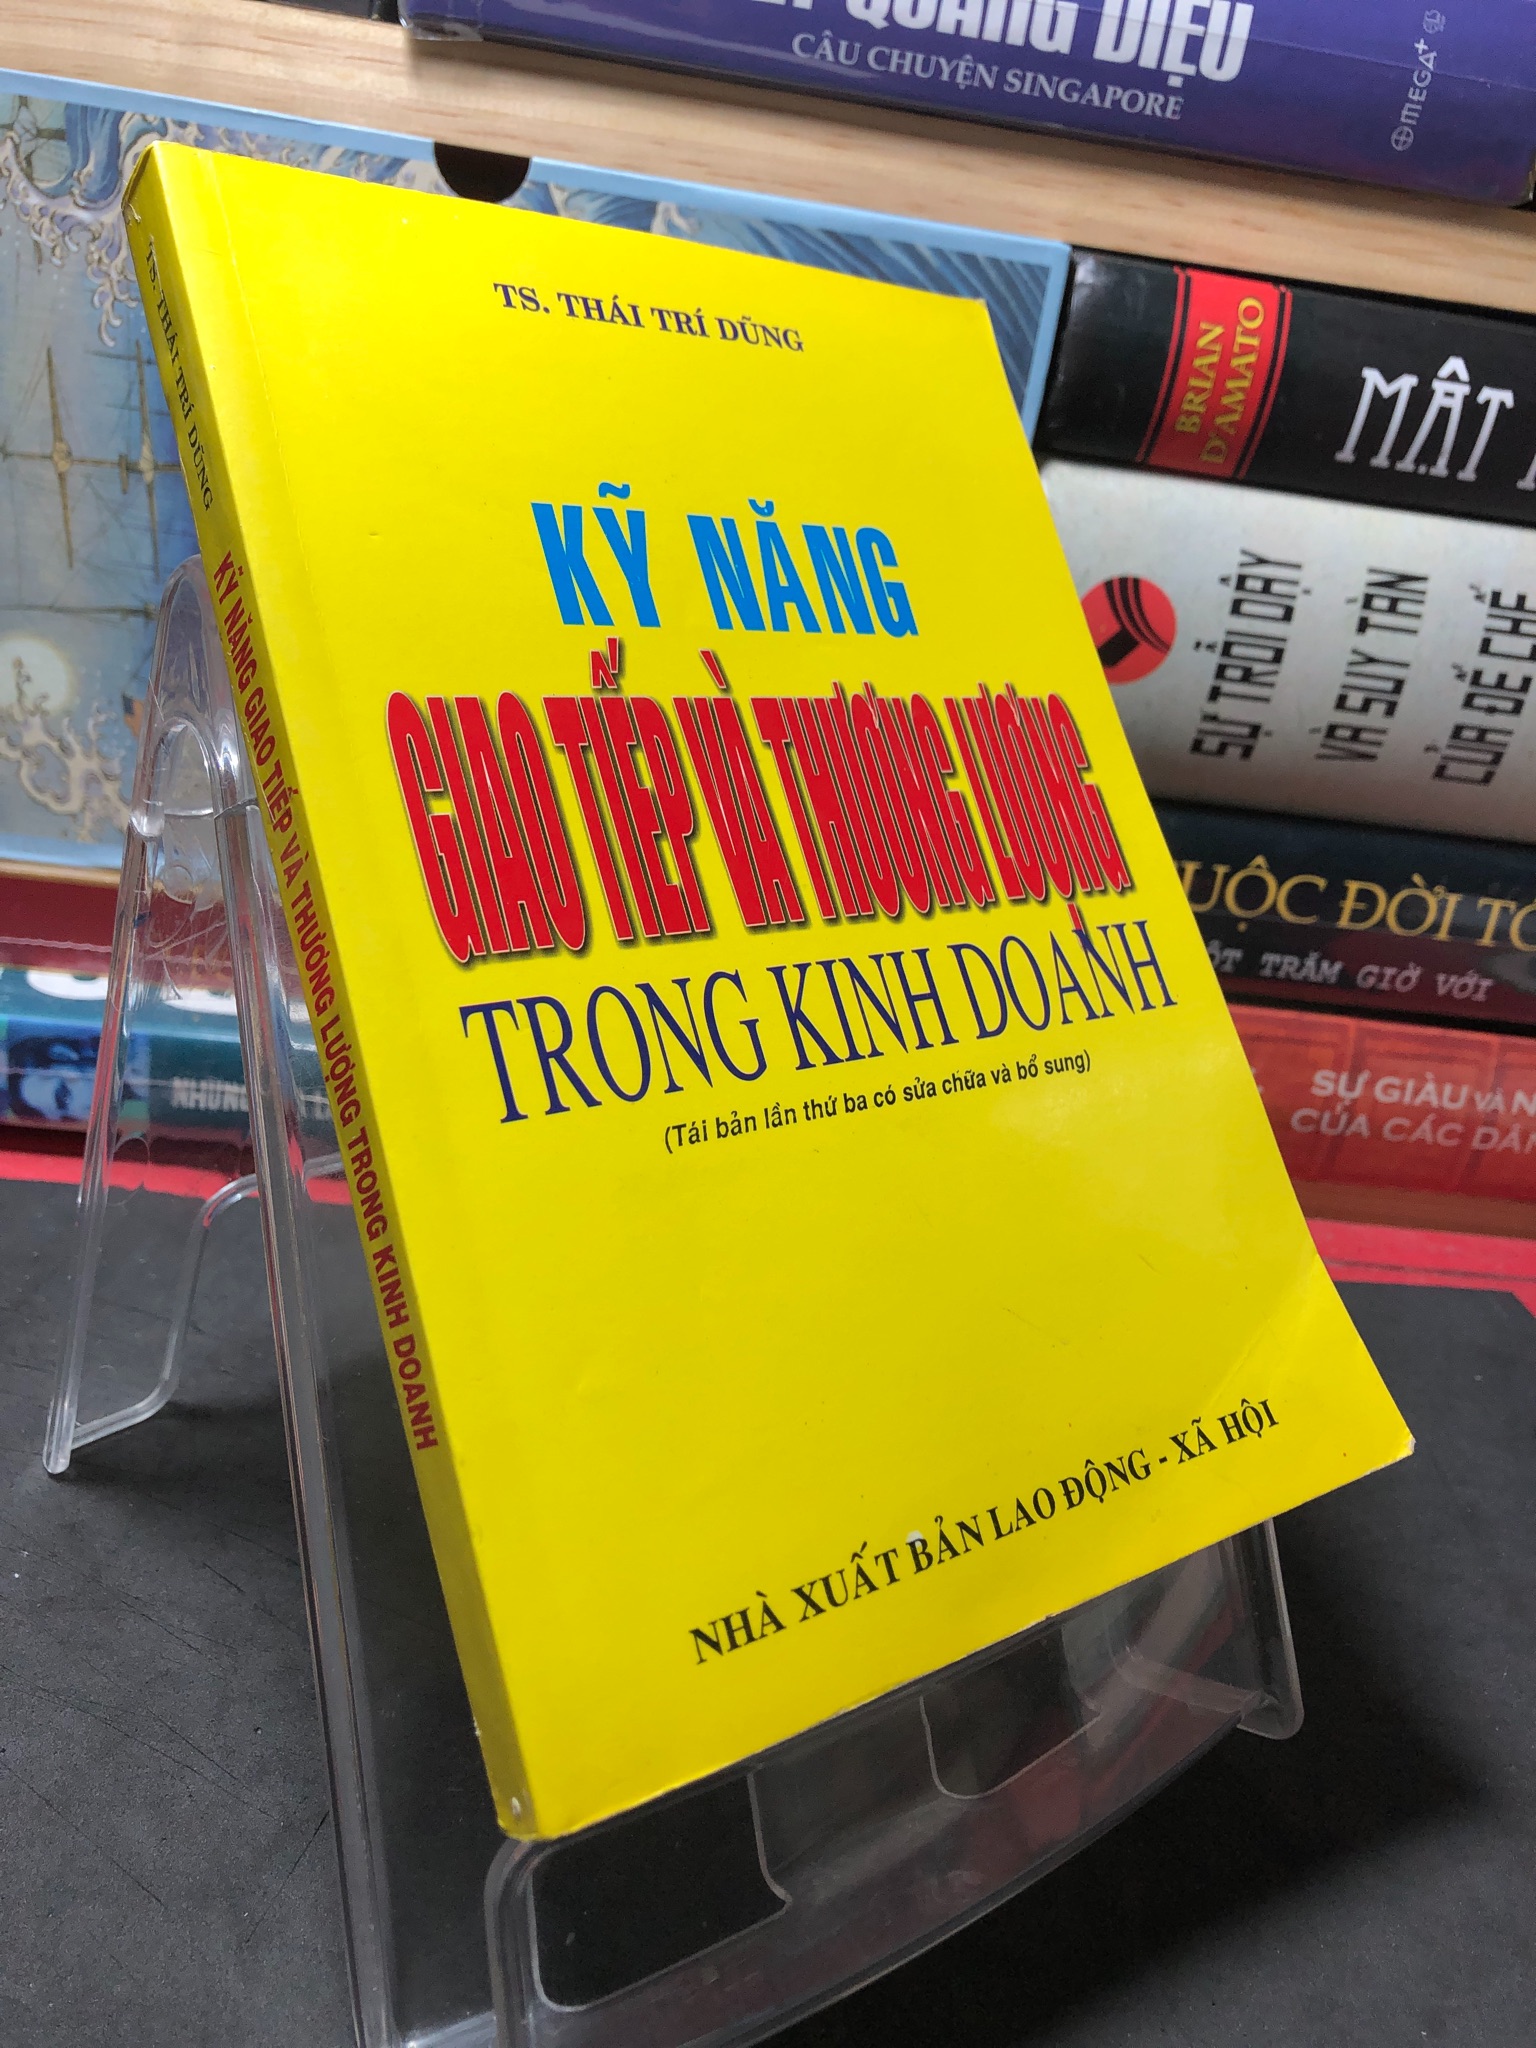 QUANG DIỆU
CÂU CHUYỆN SINGAPORE
OMEGA+
TS. THÁI TRÍ DŨNG
KỸ NĂNG
GIAO TIẾP VÀ THƯƠNG LƯỢNG
TRONG KINH DOANH
(Tái bản lần thứ ba có sửa chữa và bổ sung)
NHÀ XUẤT BẢN LAO ĐỘNG - XÃ HỘI
TS. THÁI TRÍ DŨNG
KỸ NĂNG GIAO TIẾP VÀ THƯƠNG LƯỢNG TRONG KINH DOANH
BRIAN
D'AMATO
MẬT
SỰ TRỖI DẬY
VÀ SUY TÀN
CỦA ĐẾ CHẾ
UỘC ĐỜI TÔ
ỘT TRĂM GIỜ VỚI
SỰ GIÀU VÀ N
CỦA CÁC DÂN
NHỮNG